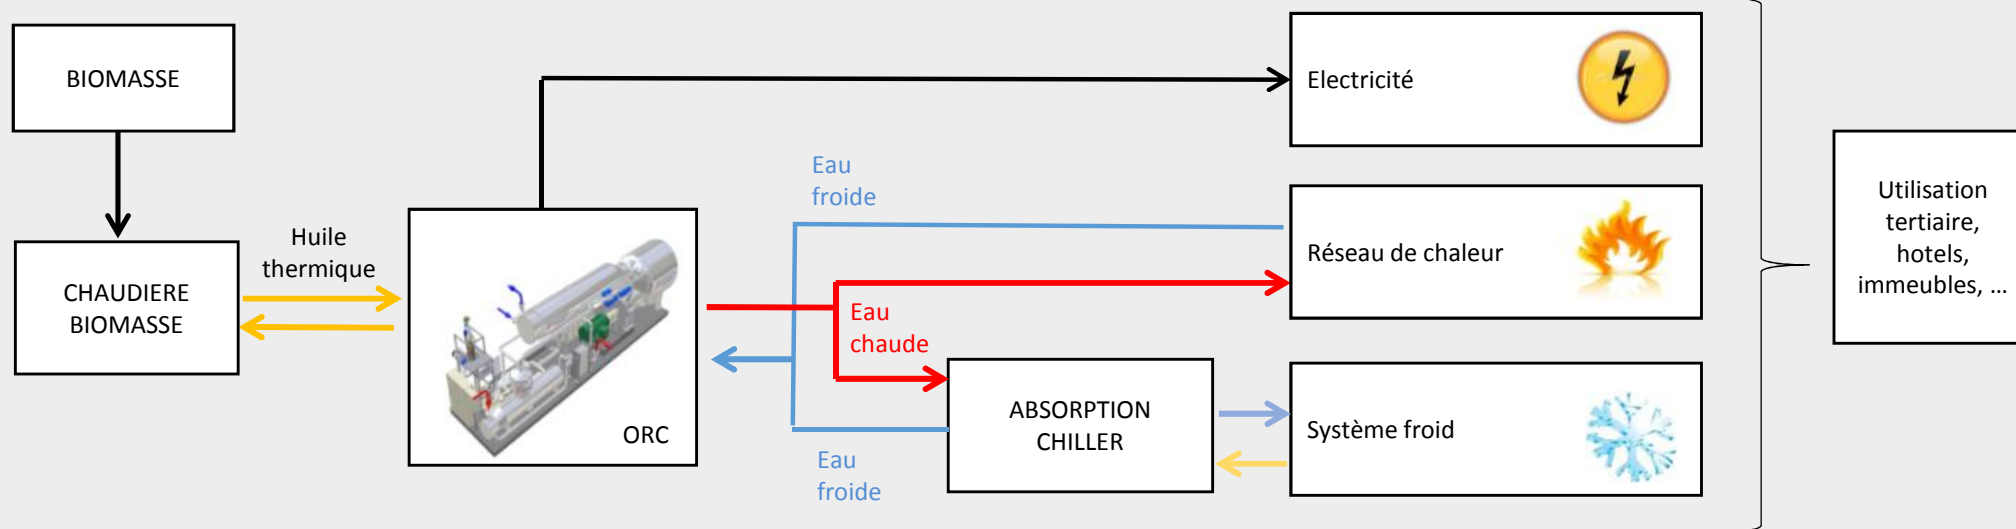 BIOMASSE
CHAUDIERE
BIOMASSE
Huile
thermique
ORC
Eau
froide
Eau
chaude
Eau
froide
ABSORPTION
CHILLER
Electricité
Réseau de chaleur
Système froid
Utilisation
tertiaire,
hotels,
immeubles, ...